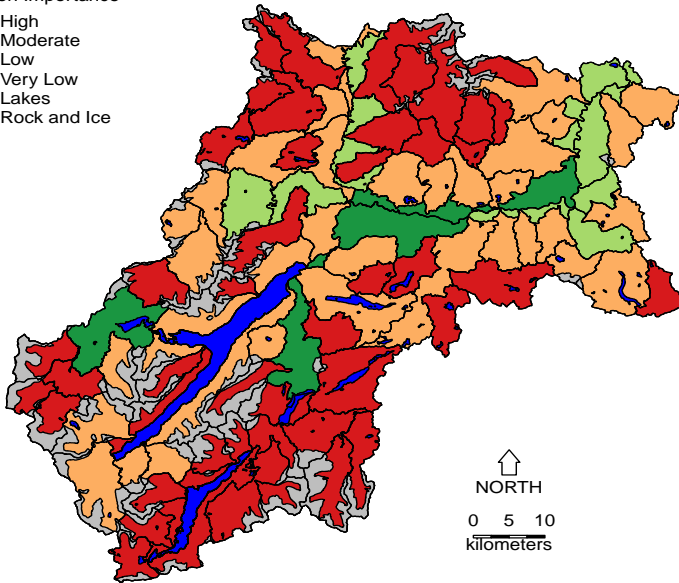 High
Moderate
Low
Very Low
Lakes
Rock and Ice
NORTH
0 5 10
kilometers